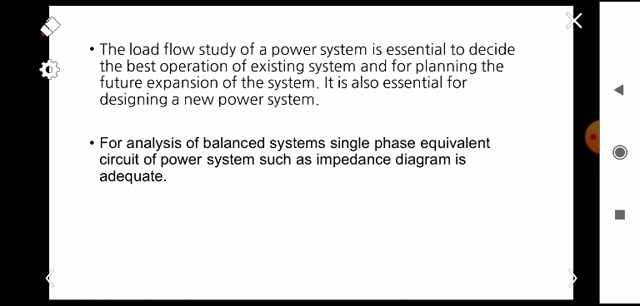 • The load flow study of a power system is essential to decide
the best operation of existing system and for planning the
future expansion of the system. It is also essential for
designing a new power system.
• For analysis of balanced systems single phase equivalent
circuit of power system such as impedance diagram is
adequate.